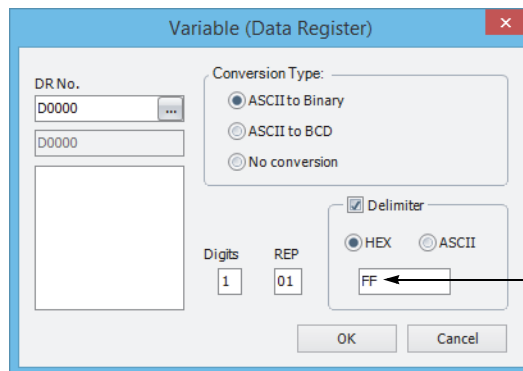 Variable (Data Register)
DR No.
D0000 ...
D0000
Conversion Type:
ASCII to Binary
ASCII to BCD
No conversion
Delimiter
HEX ASCII
FF
Digits REP
1 01
OK Cancel